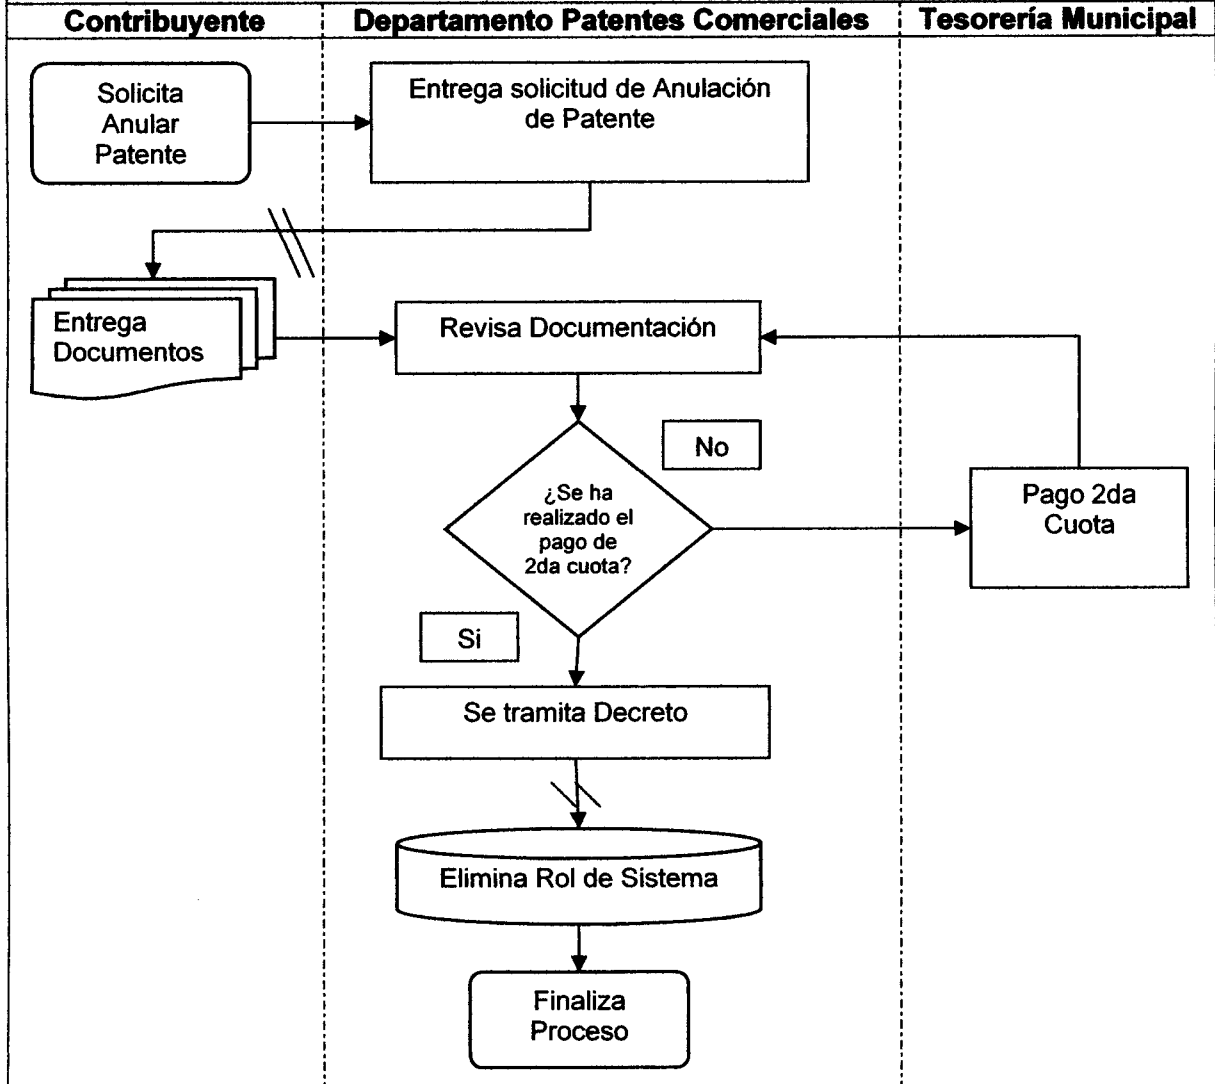 Contribuyente
Departamento Patentes Comerciales
Tesorería Municipal
Solicita
Anular
Patente
Entrega solicitud de Anulación
de Patente
Entrega
Documentos
Revisa Documentación
No
¿Se ha
realizado el
pago de
2da cuota?
Pago 2da
Cuota
Si
Se tramita Decreto
Elimina Rol de Sistema
Finaliza
Proceso